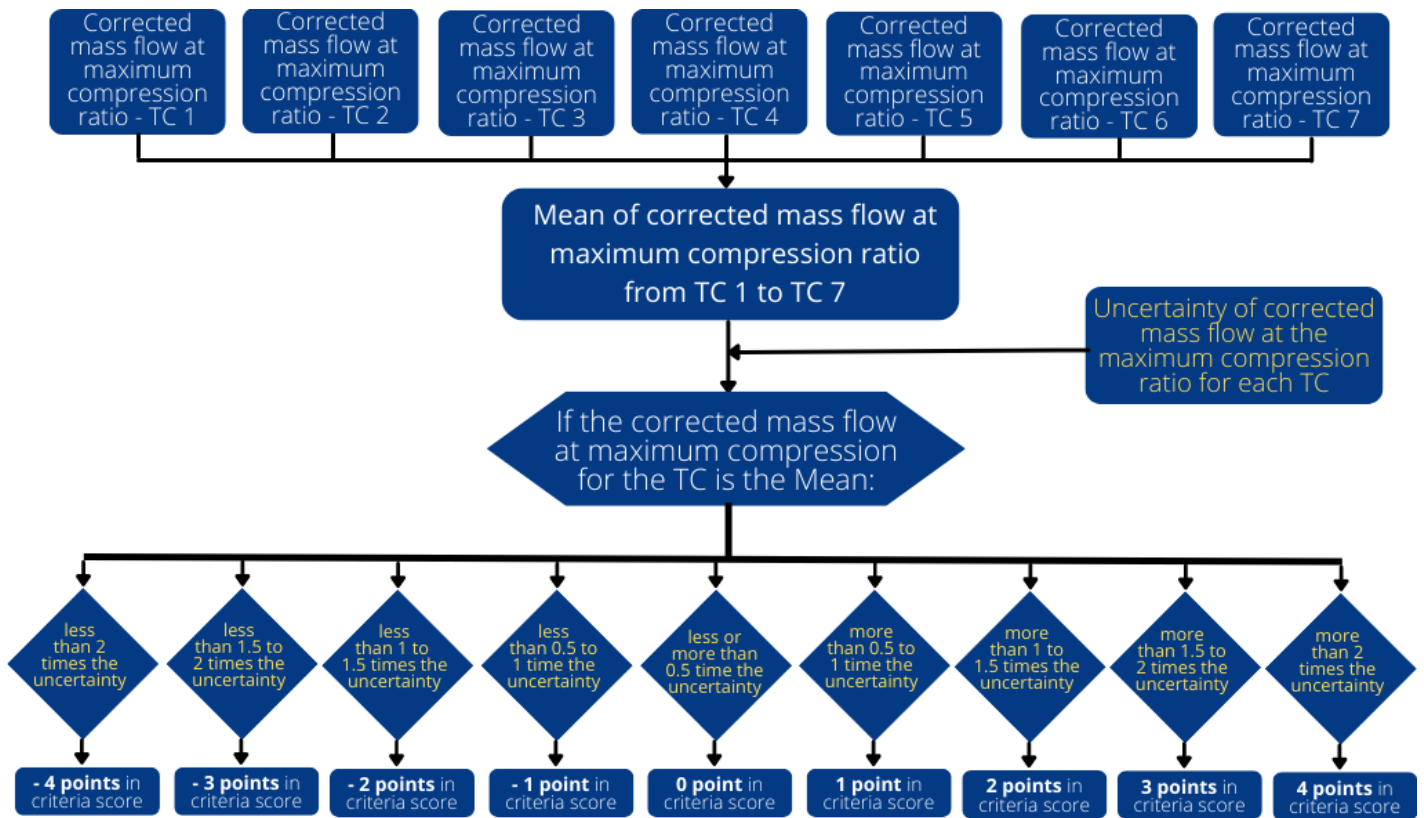 Corrected
mass flow at
maximum
compression
ratio - TC 1
Corrected
mass flow at
maximum
compression
ratio - TC 2
Corrected
mass flow at
maximum
compression
ratio - TC 3
Corrected
mass flow at
maximum
compression
ratio - TC 4
Corrected
mass flow at
maximum
compression
ratio - TC 5
Corrected
mass flow at
maximum
compression
ratio - TC 6
Corrected
mass flow at
maximum
compression
ratio - TC 7
Mean of corrected mass flow at
maximum compression ratio
from TC 1 to TC 7
Uncertainty of corrected
mass flow at the
maximum compression
ratio for each TC
If the corrected mass flow
at maximum compression
for the TC is the Mean:
less
than 2
times the
uncertainty
less
than 1.5 to
2 times the
uncertainty
less
than 1 to
1.5 times the
uncertainty
less
than 0.5 to
1 time the
uncertainty
less or
more than
0.5 time the
uncertainty
more
than 0.5 to
1 time the
uncertainty
more
than 1 to
1.5 times the
uncertainty
more
than 1.5 to
2 times the
uncertainty
more
than 2
times the
uncertainty
- 4 points in
criteria score
- 3 points in
criteria score
- 2 points in
criteria score
- 1 point in
criteria score
0 point in
criteria score
1 point in
criteria score
2 points in
criteria score
3 points in
criteria score
4 points in
criteria score